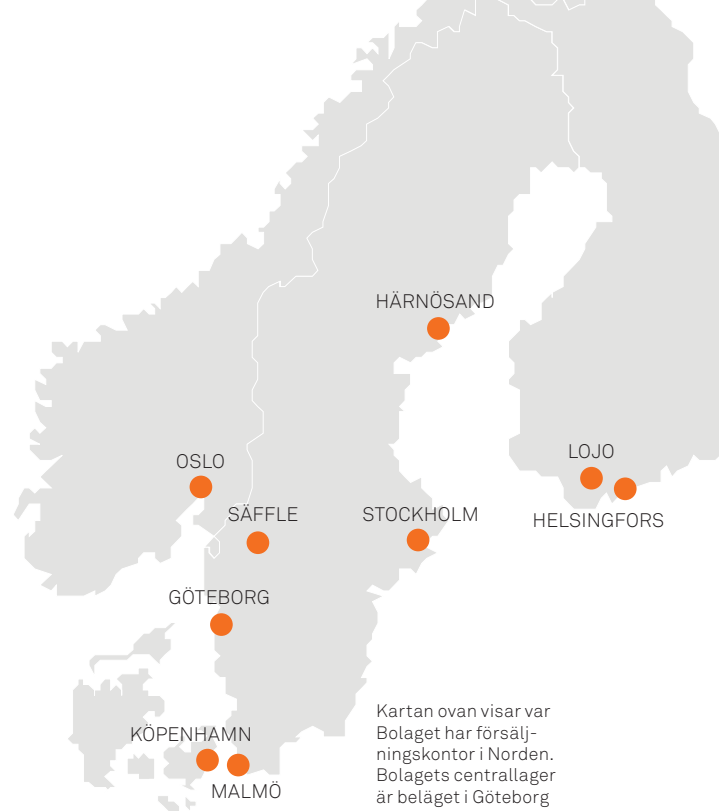 HÄRNÖSAND
OSLO
LOJO
SÄFFLE
STOCKHOLM
HELSINGFORS
GÖTEBORG
KÖPENHAMN
MALMÖ
Kartan ovan visar var
Bolaget har försälj-
ningskontor i Norden.
Bolagets centrallager
är beläget i Göteborg